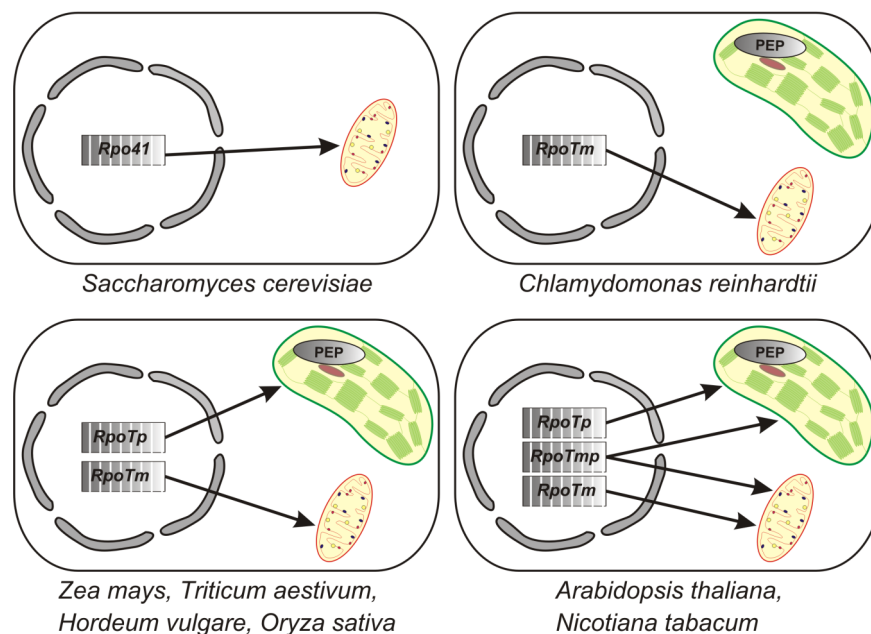 Rpo41
Saccharomyces cerevisiae
PEP
RpoTm
Chlamydomonas reinhardtii
PEP
RpoTp
RpoTm
Zea mays, Triticum aestivum,
Hordeum vulgare, Oryza sativa
PEP
RpoTp
RpoTmp
RpoTm
Arabidopsis thaliana,
Nicotiana tabacum